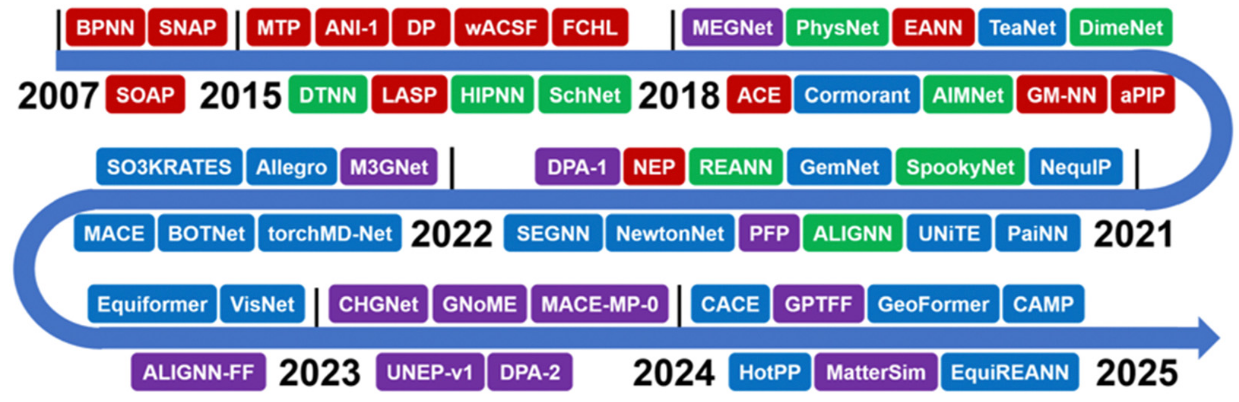 BPNN SNAP MTP ANI-1 DP wACSF FCHL MEGNet PhysNet EANN TeaNet DimeNet
2007 SOAP 2015 DTNN LASP HIPNN SchNet 2018 ACE Cormorant AIMNet GM-NN aPIP
SO3KRATES Allegro M3GNet DPA-1 NEP REANN GemNet SpookyNet NequIP
MACE BOTNet torchMD-Net 2022 SEGNN NewtonNet PFP ALIGNN UNiTE PaiNN 2021
Equiformer VisNet CHGNet GNoME MACE-MP-0 CACE GPTFF GeoFormer CAMP
ALIGNN-FF 2023 UNEP-v1 DPA-2 2024 HotPP MatterSim EquiREANN 2025